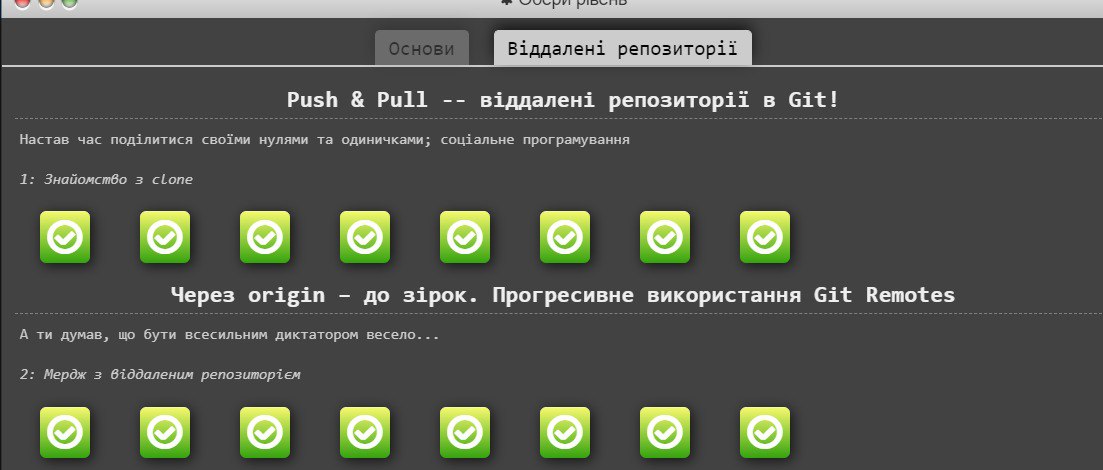 Обери рівень
Основи
Віддалені репозиторії
Push & Pull -- віддалені репозиторії в Git!
Настав час поділитися своїми нулями та одиничками; соціальне програмування
1: Знайомство з clone
Через origin – до зірок. Прогресивне використання Git Remotes
А ти думав, що бути всесильним диктатором весело...
2: Мердж з віддаленим репозиторієм